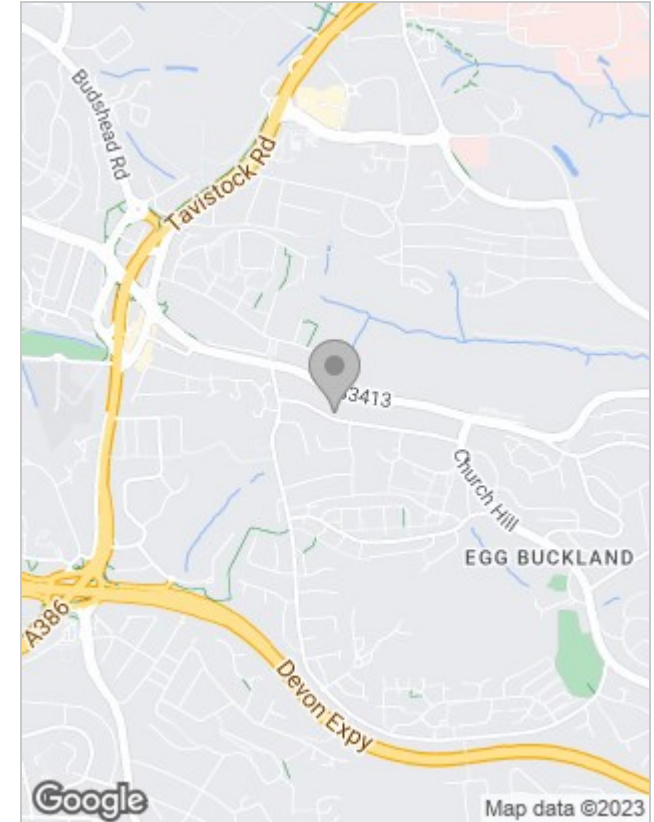 Budshead Rd
Tavistock Rd
B3413
Church Hill
EGG BUCKLAND
A386
Devon Expy
Google
Map data ©2023